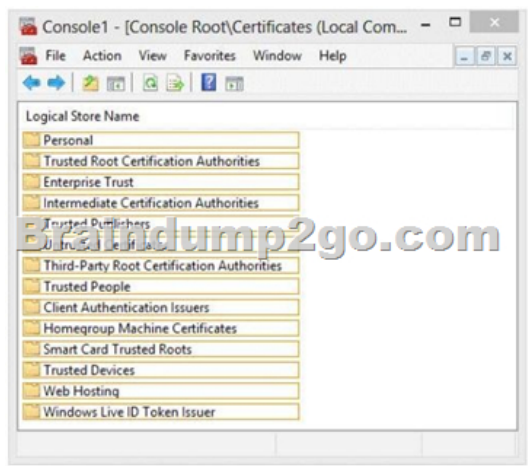 Console1 - [Console Root\Certificates (Local Com...
File Action View Favorites Window Help
Logical Store Name
Personal
Trusted Root Certification Authorities
Enterprise Trust
Intermediate Certification Authorities
Trusted Publishers
Braindump2go.com
Untrusted Certificates
Third-Party Root Certification Authorities
Trusted People
Client Authentication Issuers
Homegroup Machine Certificates
Smart Card Trusted Roots
Trusted Devices
Web Hosting
Windows Live ID Token Issuer